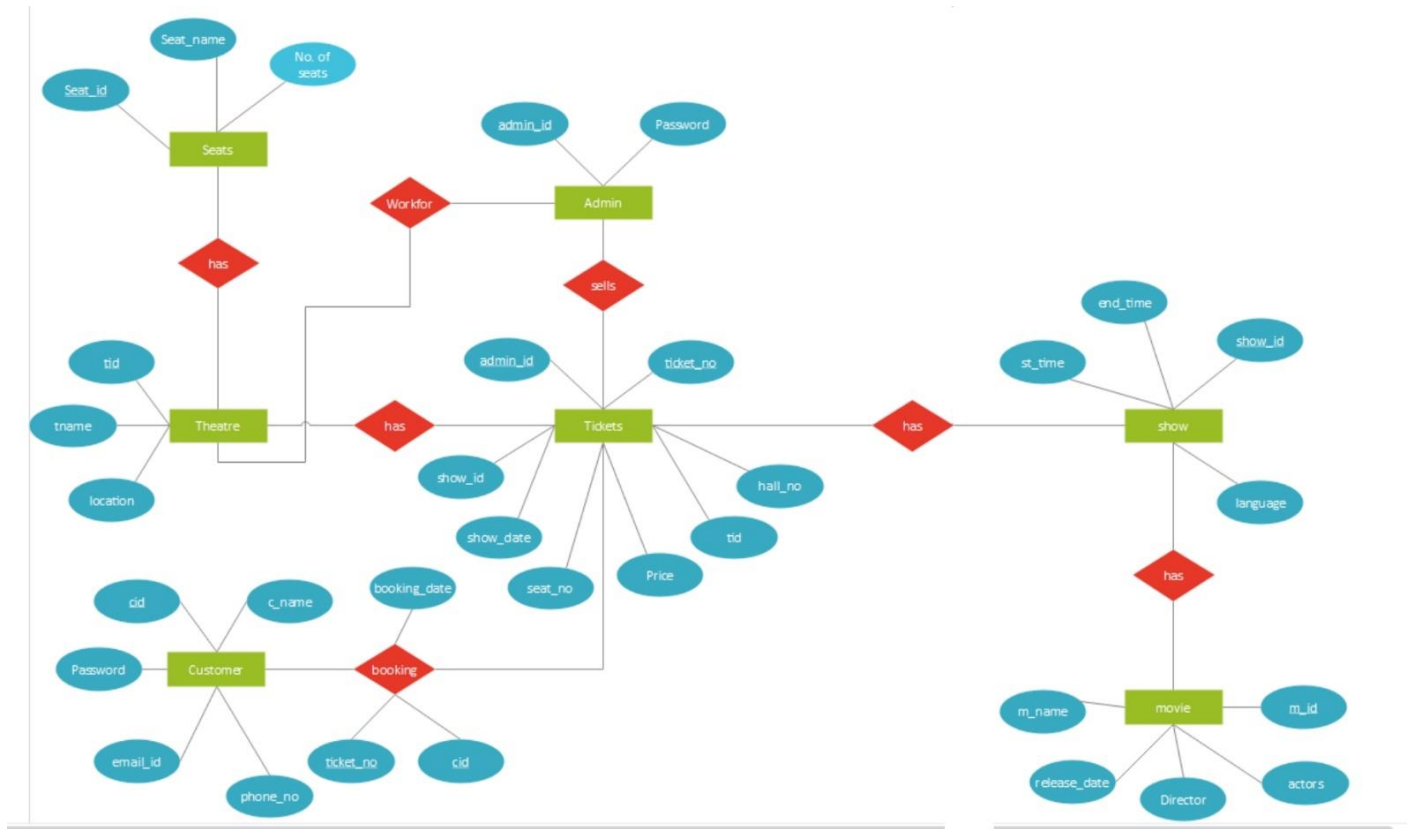 Seat_name
No. of
seats
Seat_id
Seats
admin_id
Password
Workfor
Admin
has
sells
end_time
show_id
st_time
tid
admin_id
ticket_no
tname
Theatre
has
Tickets
has
show
show_id
hall_no
location
language
show_date
tid
seat_no
Price
has
cid
c_name
booking_date
Password
Customer
booking
m_name
movie
m_id
email_id
ticket_no
cid
phone_no
release_date
Director
actors